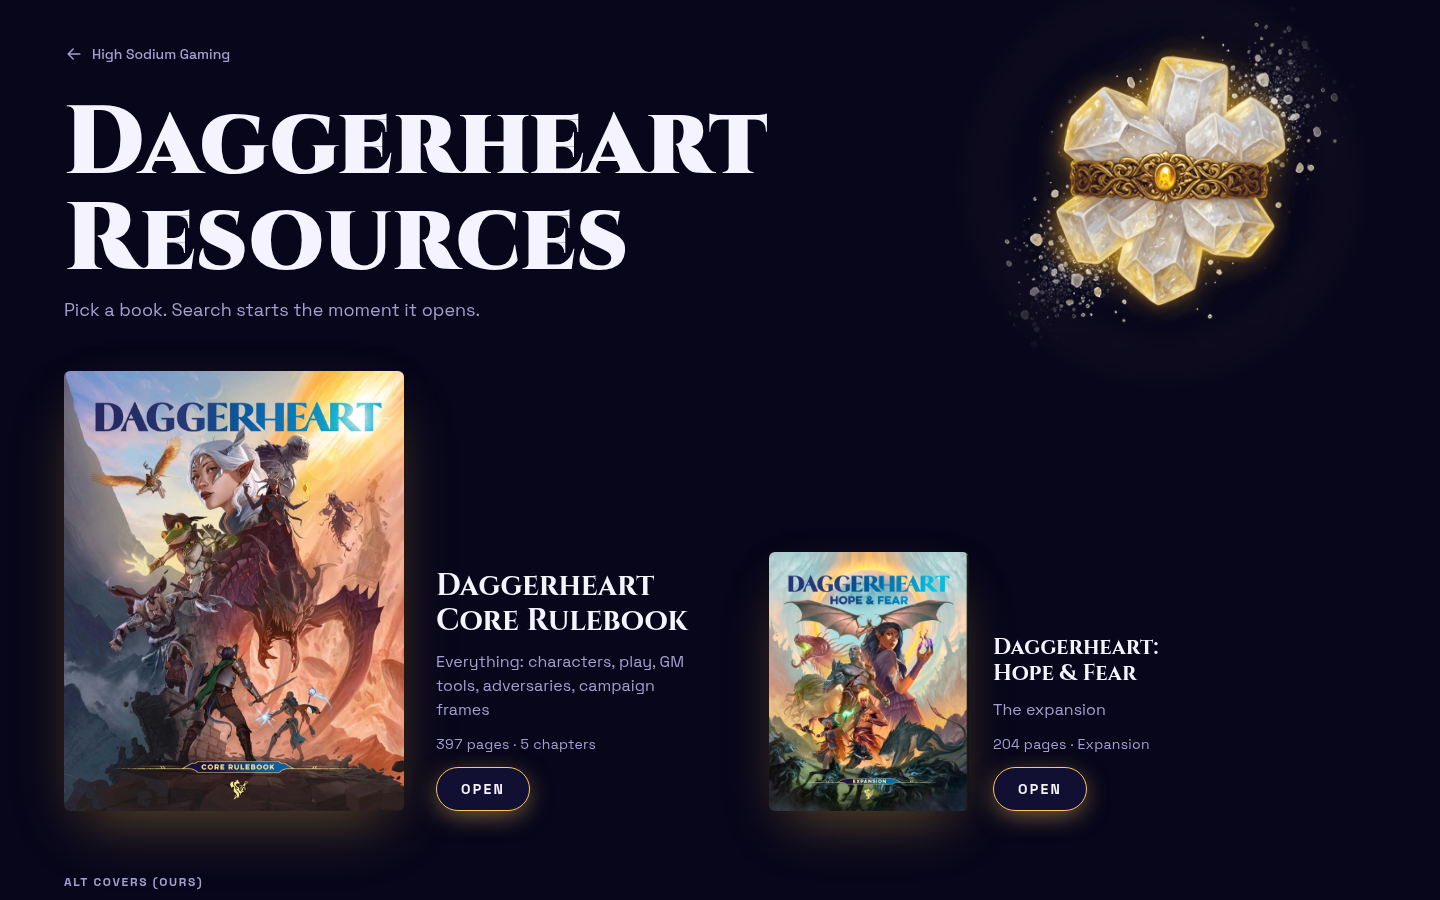 High Sodium Gaming
Daggerheart
Resources
Pick a book. Search starts the moment it opens.
DAGGERHEART
CORE RULEBOOK
Daggerheart
Core Rulebook
Everything: characters, play, GM
tools, adversaries, campaign
frames
397 pages · 5 chapters
OPEN
DAGGERHEART
HOPE & FEAR
EXPANSION
Daggerheart:
Hope & Fear
The expansion
204 pages · Expansion
OPEN
ALT COVERS (OURS)